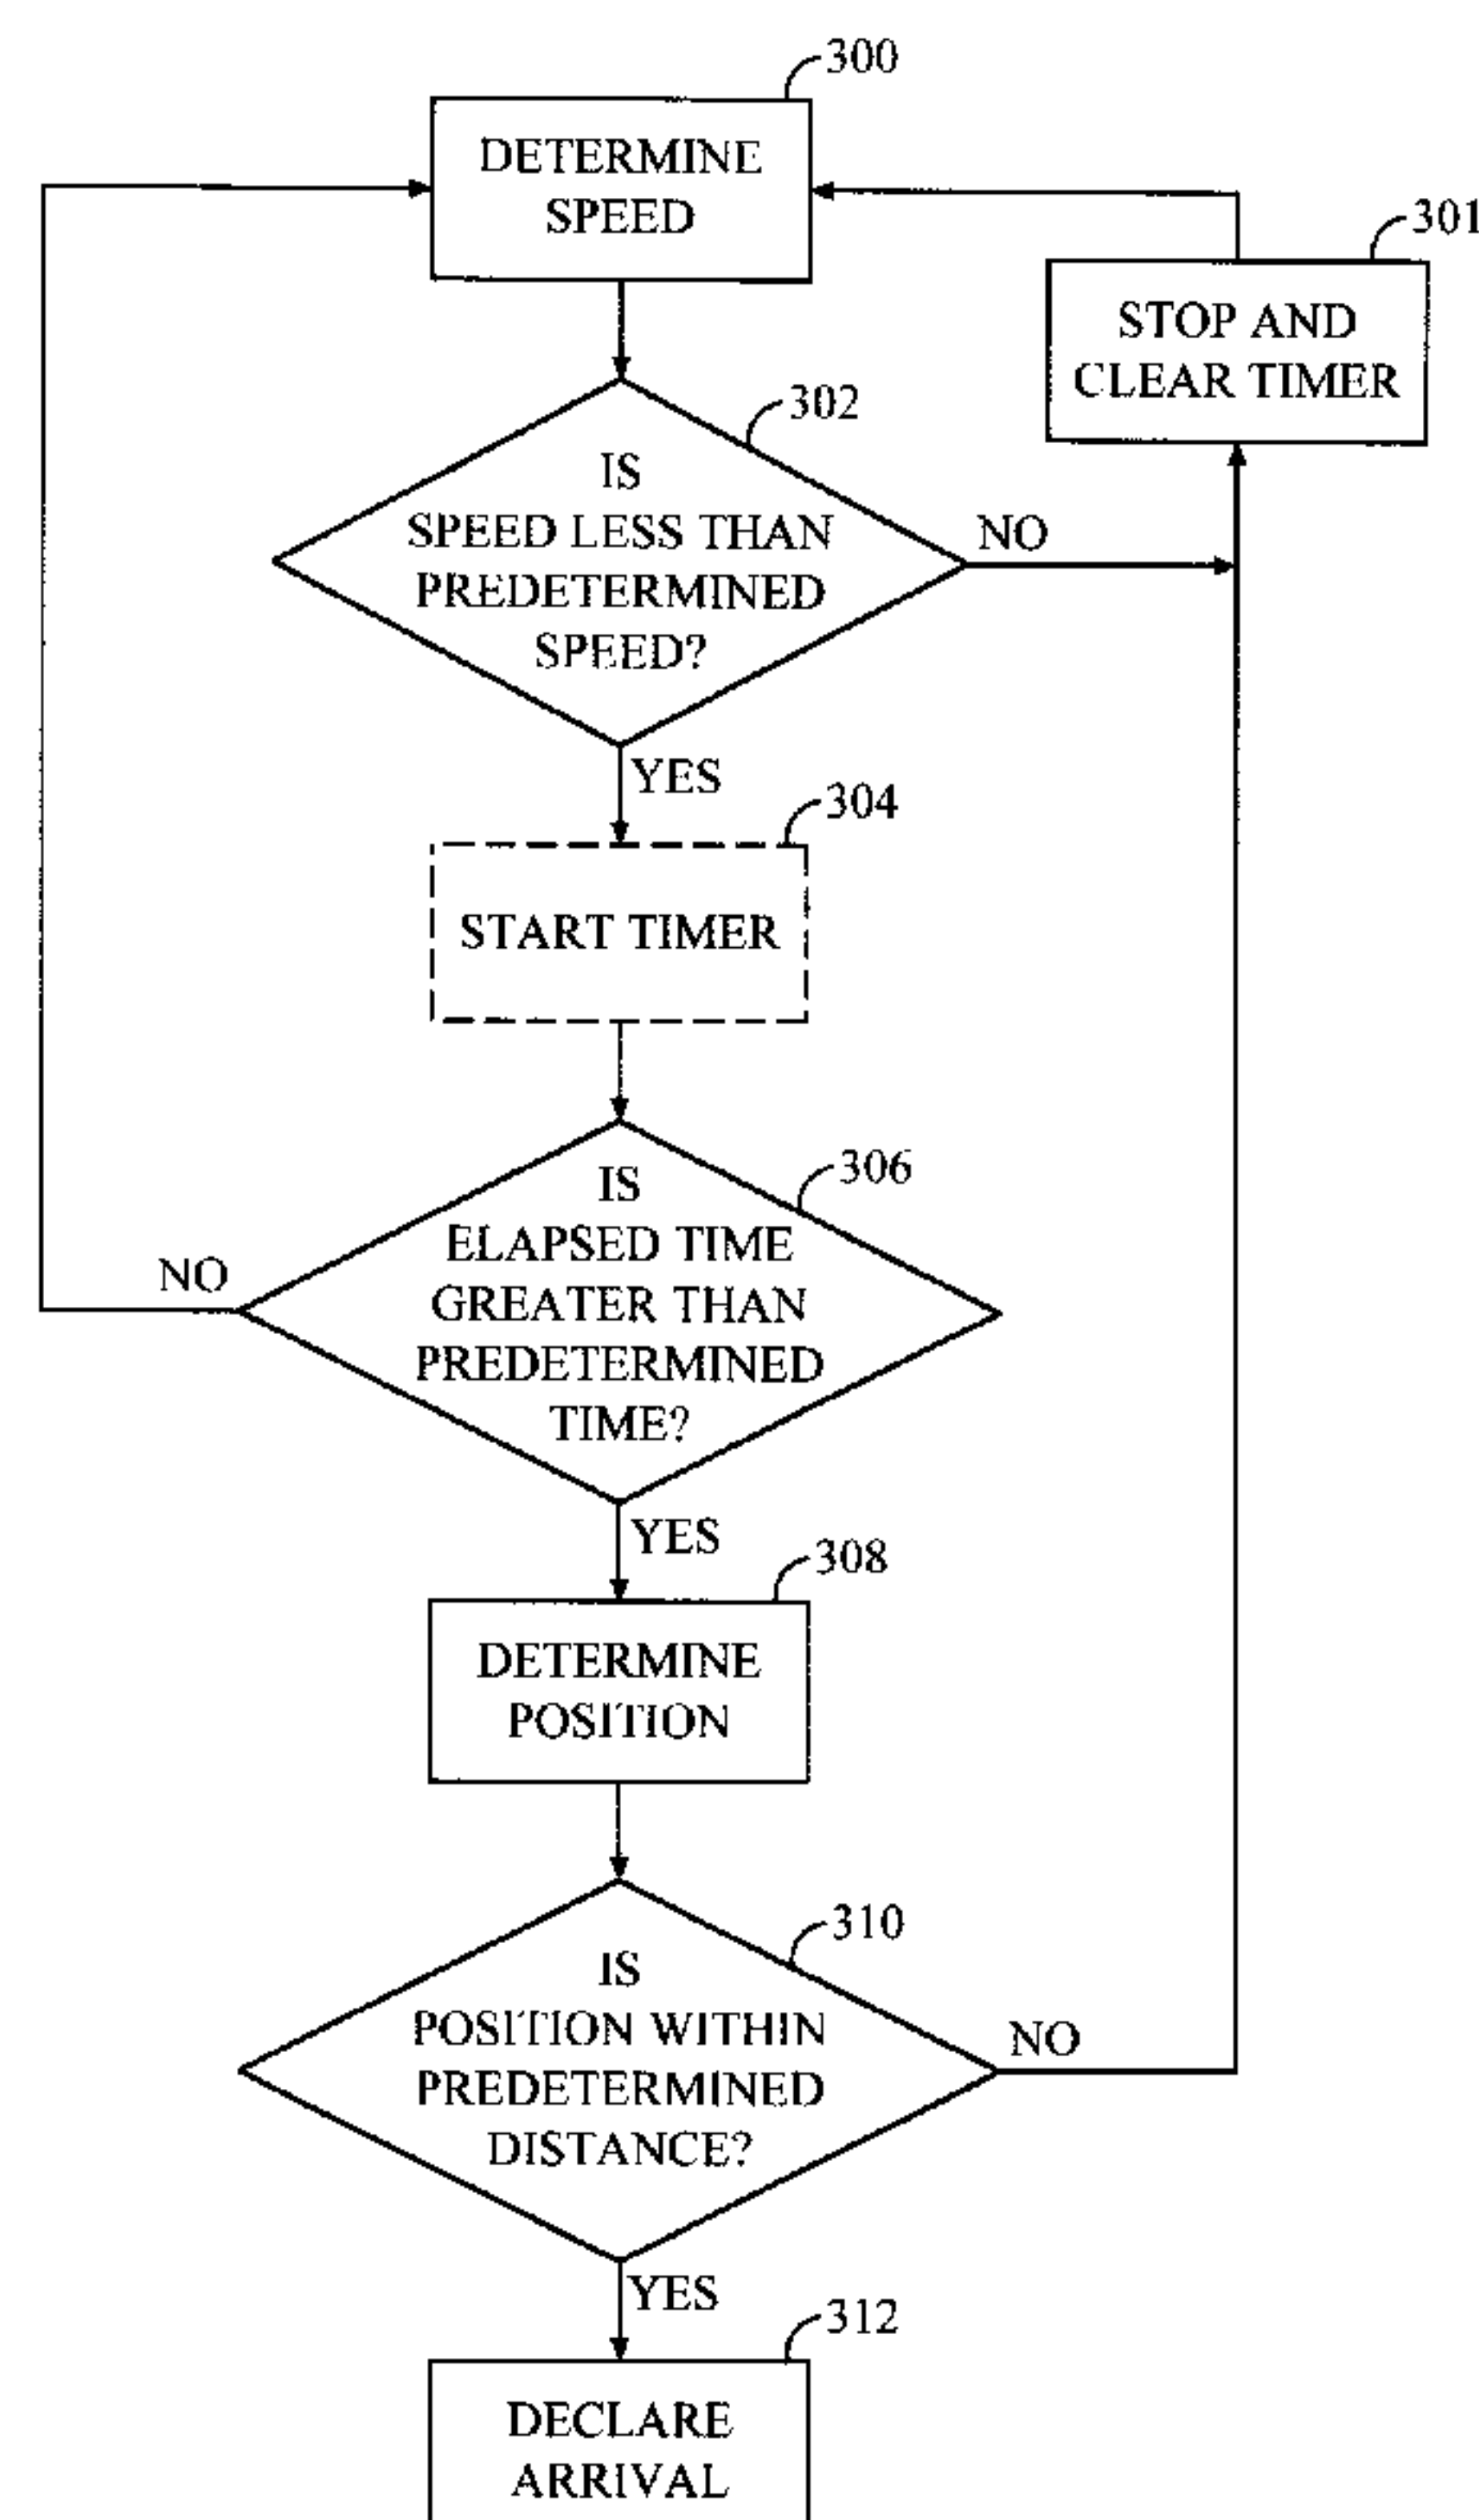 300
DETERMINE
SPEED
301
STOP AND
CLEAR TIMER
302
IS
SPEED LESS THAN
PREDETERMINED
SPEED?
NO
YES
304
START TIMER
306
IS
ELAPSED TIME
GREATER THAN
PREDETERMINED
TIME?
NO
YES
308
DETERMINE
POSITION
310
IS
POSITION WITHIN
PREDETERMINED
DISTANCE?
NO
YES
312
DECLARE
ARRIVAL